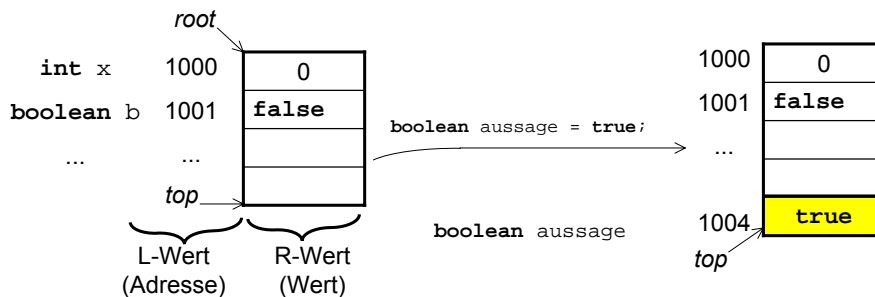 root
int x 1000 0
boolean b 1001 false
... ...
top
L-Wert
(Adresse)
R-Wert
(Wert)
boolean aussage = true;
boolean aussage
1000 0
1001 false
...
1004 true
top